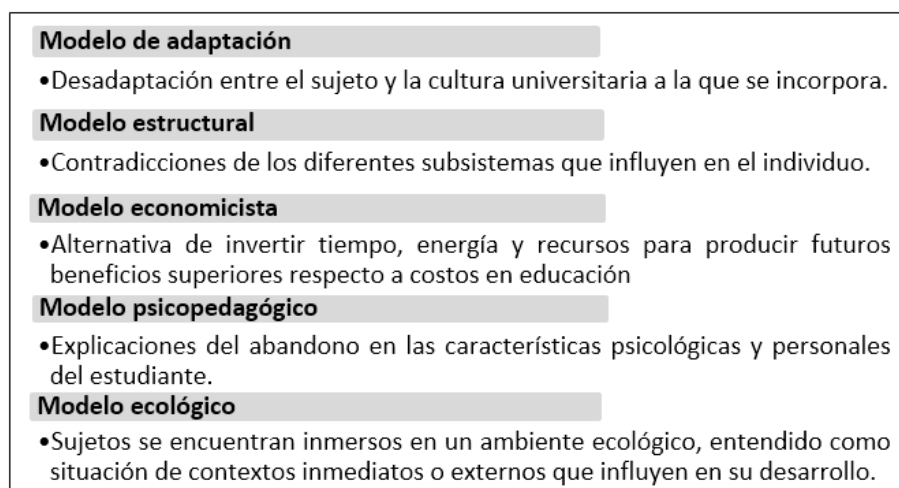 Modelo de adaptación
•Desadaptación entre el sujeto y la cultura universitaria a la que se incorpora.
Modelo estructural
•Contradicciones de los diferentes subsistemas que influyen en el individuo.
Modelo economicista
•Alternativa de invertir tiempo, energía y recursos para producir futuros
beneficios superiores respecto a costos en educación
Modelo psicopedagógico
•Explicaciones del abandono en las características psicológicas y personales
del estudiante.
Modelo ecológico
•Sujetos se encuentran inmersos en un ambiente ecológico, entendido como
situación de contextos inmediatos o externos que influyen en su desarrollo.